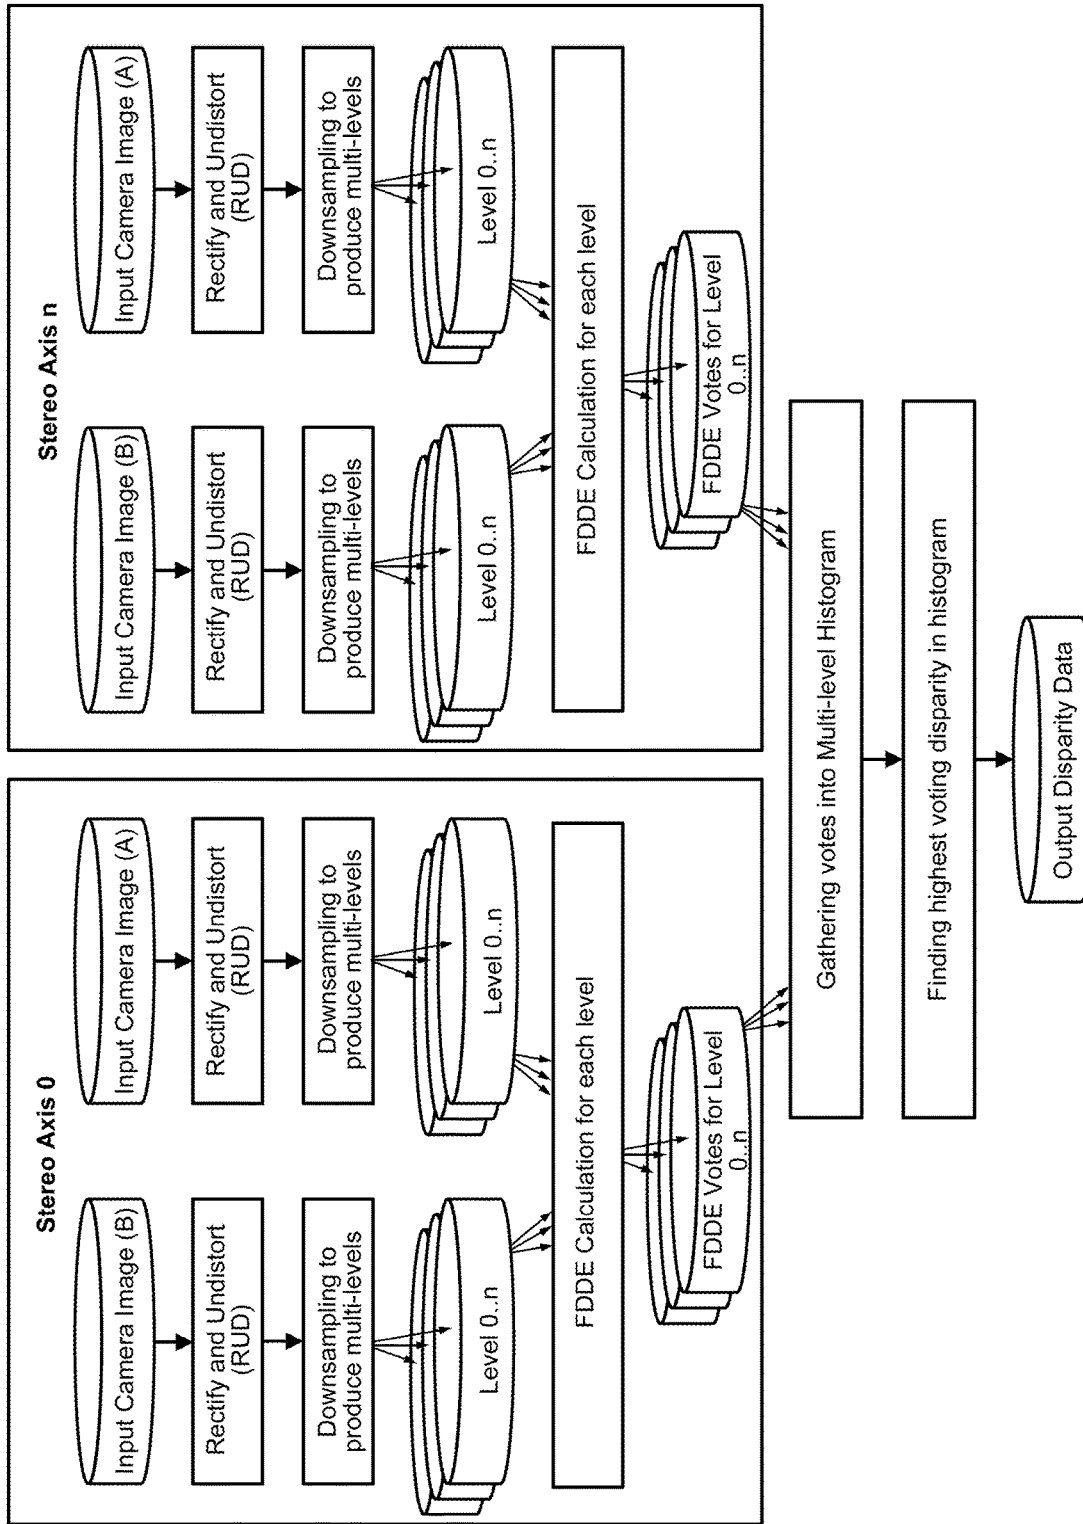 Stereo Axis 0
Input Camera Image (B)
Input Camera Image (A)
Rectify and Undistort
(RUD)
Rectify and Undistort
(RUD)
Downsampling to
produce multi-levels
Downsampling to
produce multi-levels
Level 0..n
Level 0..n
FDDE Calculation for each level
FDDE Votes for Level
0..n
Stereo Axis n
Input Camera Image (B)
Input Camera Image (A)
Rectify and Undistort
(RUD)
Rectify and Undistort
(RUD)
Downsampling to
produce multi-levels
Downsampling to
produce multi-levels
Level 0..n
Level 0..n
FDDE Calculation for each level
FDDE Votes for Level
0..n
Gathering votes into Multi-level Histogram
Finding highest voting disparity in histogram
Output Disparity Data